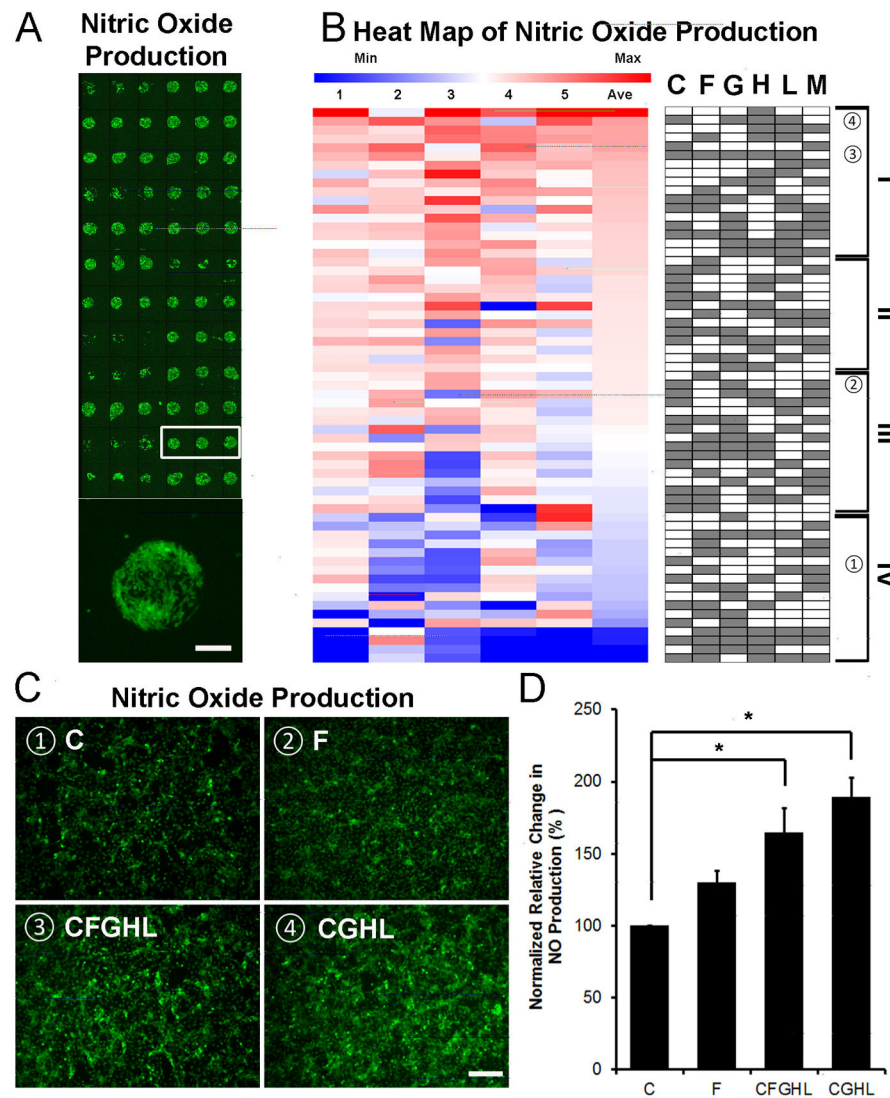 A
Nitric Oxide
Production
B
Heat Map of Nitric Oxide Production
Min
Max
1 2 3 4 5 Ave
C F G H L M
④
③
I
II
②
III
①
IV
C
Nitric Oxide Production
① C
② F
③ CFGHL
④ CGHL
D
Normalized Relative Change in
NO Production (%)
250
200
150
100
50
0
*
*
C F CFGHL CGHL